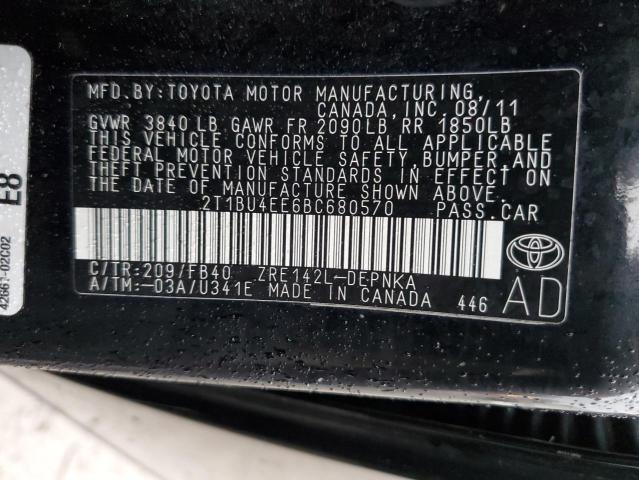 MFD. BY: TOYOTA MOTOR MANUFACTURING,
CANADA, INC. 08/11
GVWR 3840 LB GAWR FR 2090LB RR 1850LB
THIS VEHICLE CONFORMS TO ALL APPLICABLE
FEDERAL MOTOR VEHICLE SAFETY, BUMPER, AND
THEFT PREVENTION STANDARDS IN EFFECT ON
THE DATE OF MANUFACTURE SHOWN ABOVE.
2T1BU4EE6BC680570 PASS. CAR
C/TR: 209/FB40 ZRE142L-DEPNKA
A/TM: -03A/U341E MADE IN CANADA 446
TOYOTA
AD
E8
42661-02C02